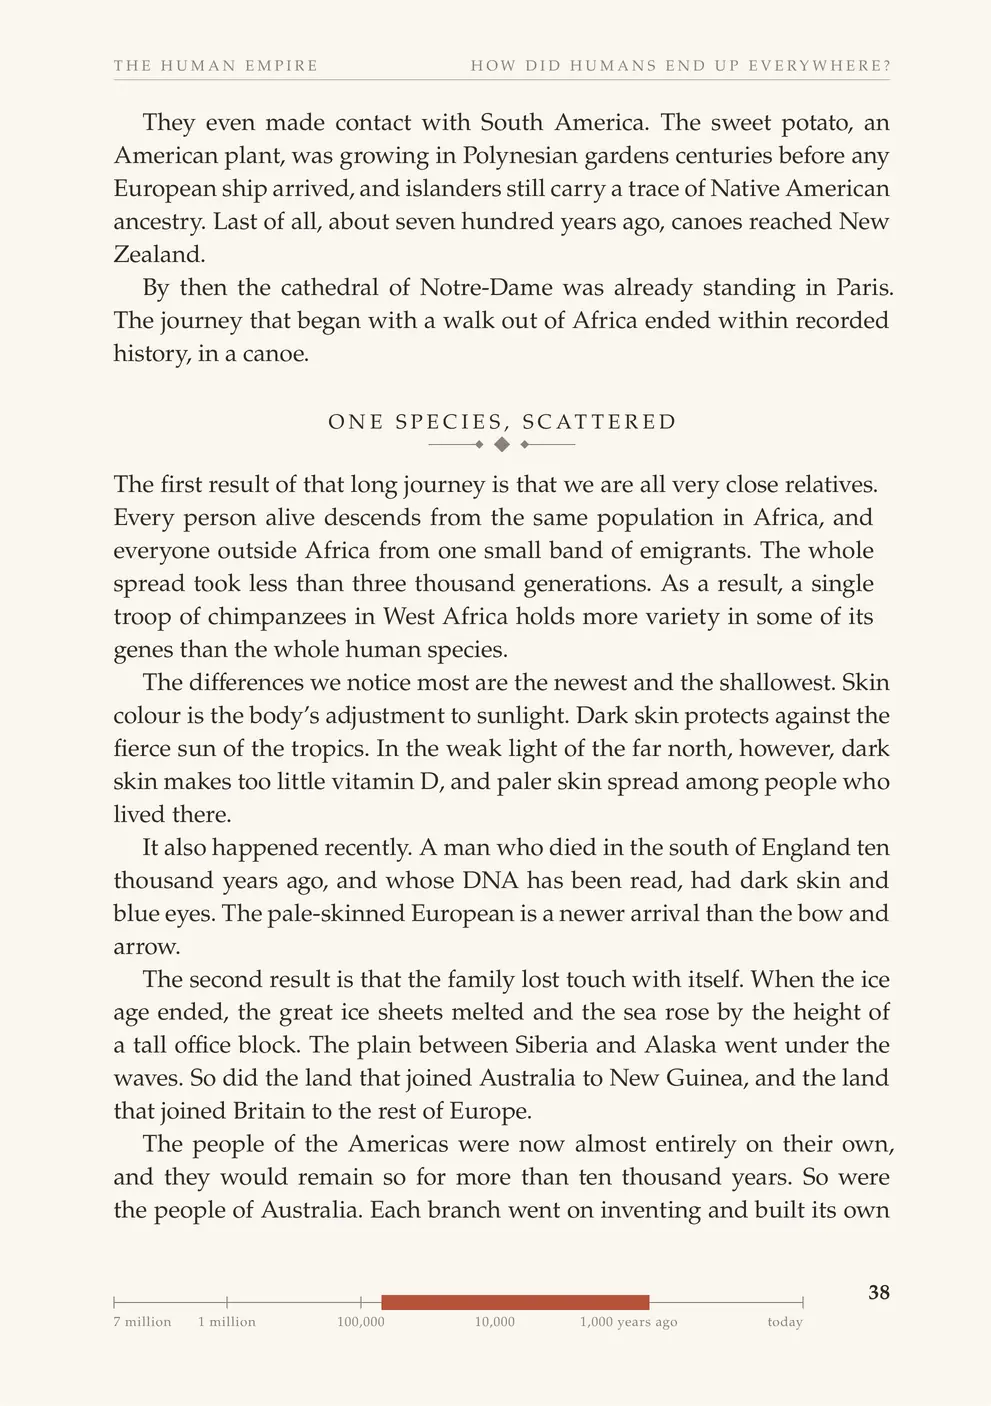 THE HUMAN EMPIRE
HOW DID HUMANS END UP EVERYWHERE?
They even made contact with South America. The sweet potato, an
American plant, was growing in Polynesian gardens centuries before any
European ship arrived, and islanders still carry a trace of Native American
ancestry. Last of all, about seven hundred years ago, canoes reached New
Zealand.
By then the cathedral of Notre-Dame was already standing in Paris.
The journey that began with a walk out of Africa ended within recorded
history, in a canoe.
ONE SPECIES, SCATTERED
The first result of that long journey is that we are all very close relatives.
Every person alive descends from the same population in Africa, and
everyone outside Africa from one small band of emigrants. The whole
spread took less than three thousand generations. As a result, a single
troop of chimpanzees in West Africa holds more variety in some of its
genes than the whole human species.
The differences we notice most are the newest and the shallowest. Skin
colour is the body’s adjustment to sunlight. Dark skin protects against the
fierce sun of the tropics. In the weak light of the far north, however, dark
skin makes too little vitamin D, and paler skin spread among people who
lived there.
It also happened recently. A man who died in the south of England ten
thousand years ago, and whose DNA has been read, had dark skin and
blue eyes. The pale-skinned European is a newer arrival than the bow and
arrow.
The second result is that the family lost touch with itself. When the ice
age ended, the great ice sheets melted and the sea rose by the height of
a tall office block. The plain between Siberia and Alaska went under the
waves. So did the land that joined Australia to New Guinea, and the land
that joined Britain to the rest of Europe.
The people of the Americas were now almost entirely on their own,
and they would remain so for more than ten thousand years. So were
the people of Australia. Each branch went on inventing and built its own
38
7 million 1 million 100,000 10,000 1,000 years ago today